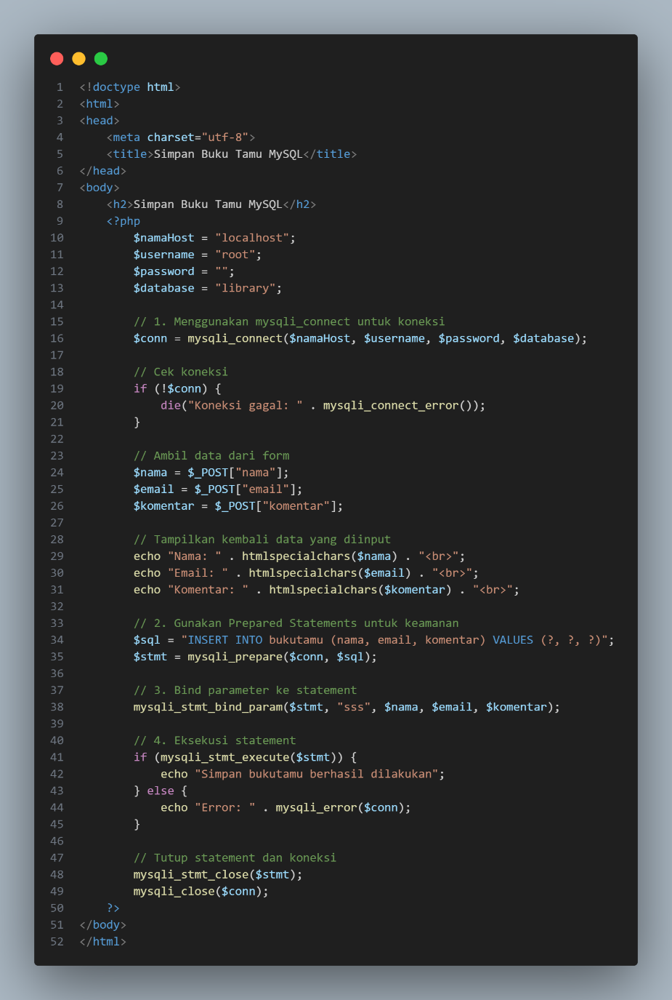 1 <!doctype html>
2 <html>
3 <head>
4     <meta charset="utf-8">
5     <title>Simpan Buku Tamu MySQL</title>
6 </head>
7 <body>
8     <h2>Simpan Buku Tamu MySQL</h2>
9     <?php
10         $namaHost = "localhost";
11         $username = "root";
12         $password = "";
13         $database = "library";
14
15         // 1. Menggunakan mysqli_connect untuk koneksi
16         $conn = mysqli_connect($namaHost, $username, $password, $database);
17
18         // Cek koneksi
19         if (!$conn) {
20             die("Koneksi gagal: " . mysqli_connect_error());
21         }
22
23         // Ambil data dari form
24         $nama = $_POST["nama"];
25         $email = $_POST["email"];
26         $komentar = $_POST["komentar"];
27
28         // Tampilkan kembali data yang diinput
29         echo "Nama: " . htmlspecialchars($nama) . "<br>";
30         echo "Email: " . htmlspecialchars($email) . "<br>";
31         echo "Komentar: " . htmlspecialchars($komentar) . "<br>";
32
33         // 2. Gunakan Prepared Statements untuk keamanan
34         $sql = "INSERT INTO bukutamu (nama, email, komentar) VALUES (?, ?, ?)";
35         $stmt = mysqli_prepare($conn, $sql);
36
37         // 3. Bind parameter ke statement
38         mysqli_stmt_bind_param($stmt, "sss", $nama, $email, $komentar);
39
40         // 4. Eksekusi statement
41         if (mysqli_stmt_execute($stmt)) {
42             echo "Simpan bukutamu berhasil dilakukan";
43         } else {
44             echo "Error: " . mysqli_error($conn);
45         }
46
47         // Tutup statement dan koneksi
48         mysqli_stmt_close($stmt);
49         mysqli_close($conn);
50     ?>
51 </body>
52 </html>